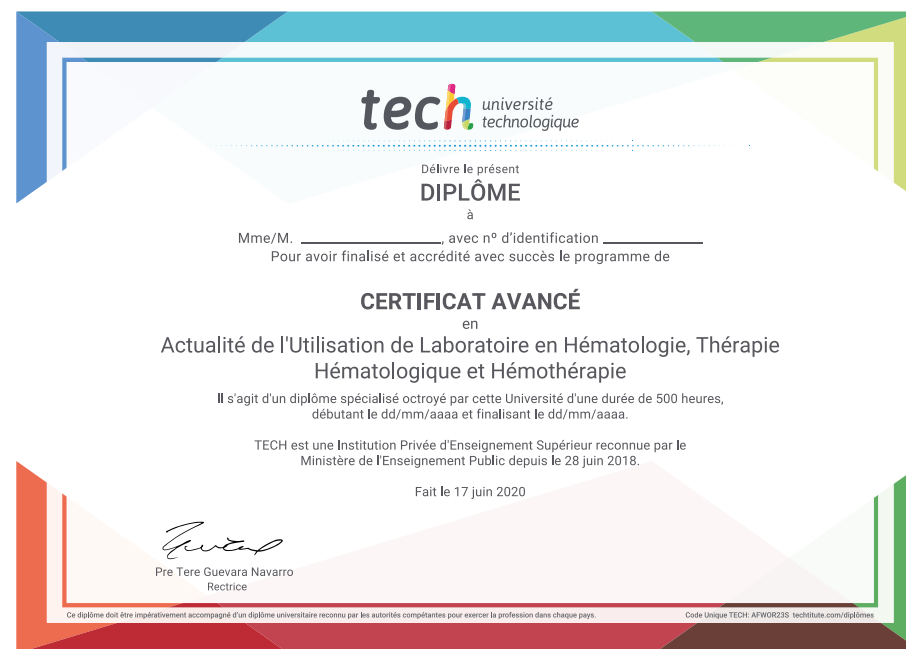 tech université
technologique
Délivre le présent
DIPLÔME
à
Mme/M. ____________________, avec nº d'identification ______________
Pour avoir finalisé et accrédité avec succès le programme de
CERTIFICAT AVANCÉ
en
Actualité de l'Utilisation de Laboratoire en Hématologie, Thérapie
Hématologique et Hémothérapie
Il s'agit d'un diplôme spécialisé octroyé par cette Université d'une durée de 500 heures,
débutant le dd/mm/aaaa et finalisant le dd/mm/aaaa.
TECH est une Institution Privée d'Enseignement Supérieur reconnue par le
Ministère de l'Enseignement Public depuis le 28 juin 2018.
Fait le 17 juin 2020
Pre Tere Guevara Navarro
Rectrice
Ce diplôme doit être impérativement accompagné d'un diplôme universitaire reconnu par les autorités compétentes pour exercer la profession dans chaque pays.
Code Unique TECH: AFWOR23S techtitute.com/diplômes